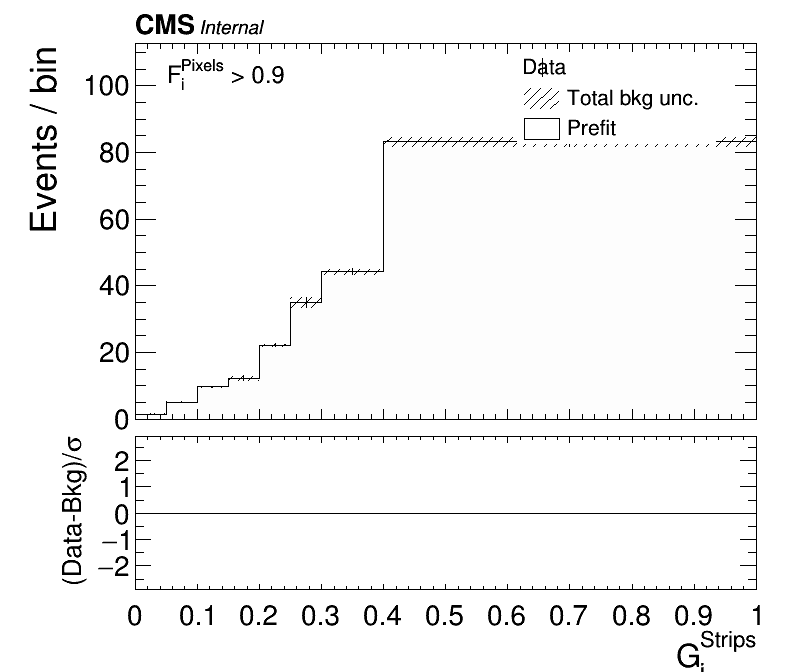 CMS Internal
F_i^Pixels > 0.9
Data
Total bkg unc.
Prefit
Events / bin
100
80
60
40
20
0
(Data-Bkg)/σ
2
1
0
−1
−2
0 0.1 0.2 0.3 0.4 0.5 0.6 0.7 0.8 0.9 1
G_i^Strips